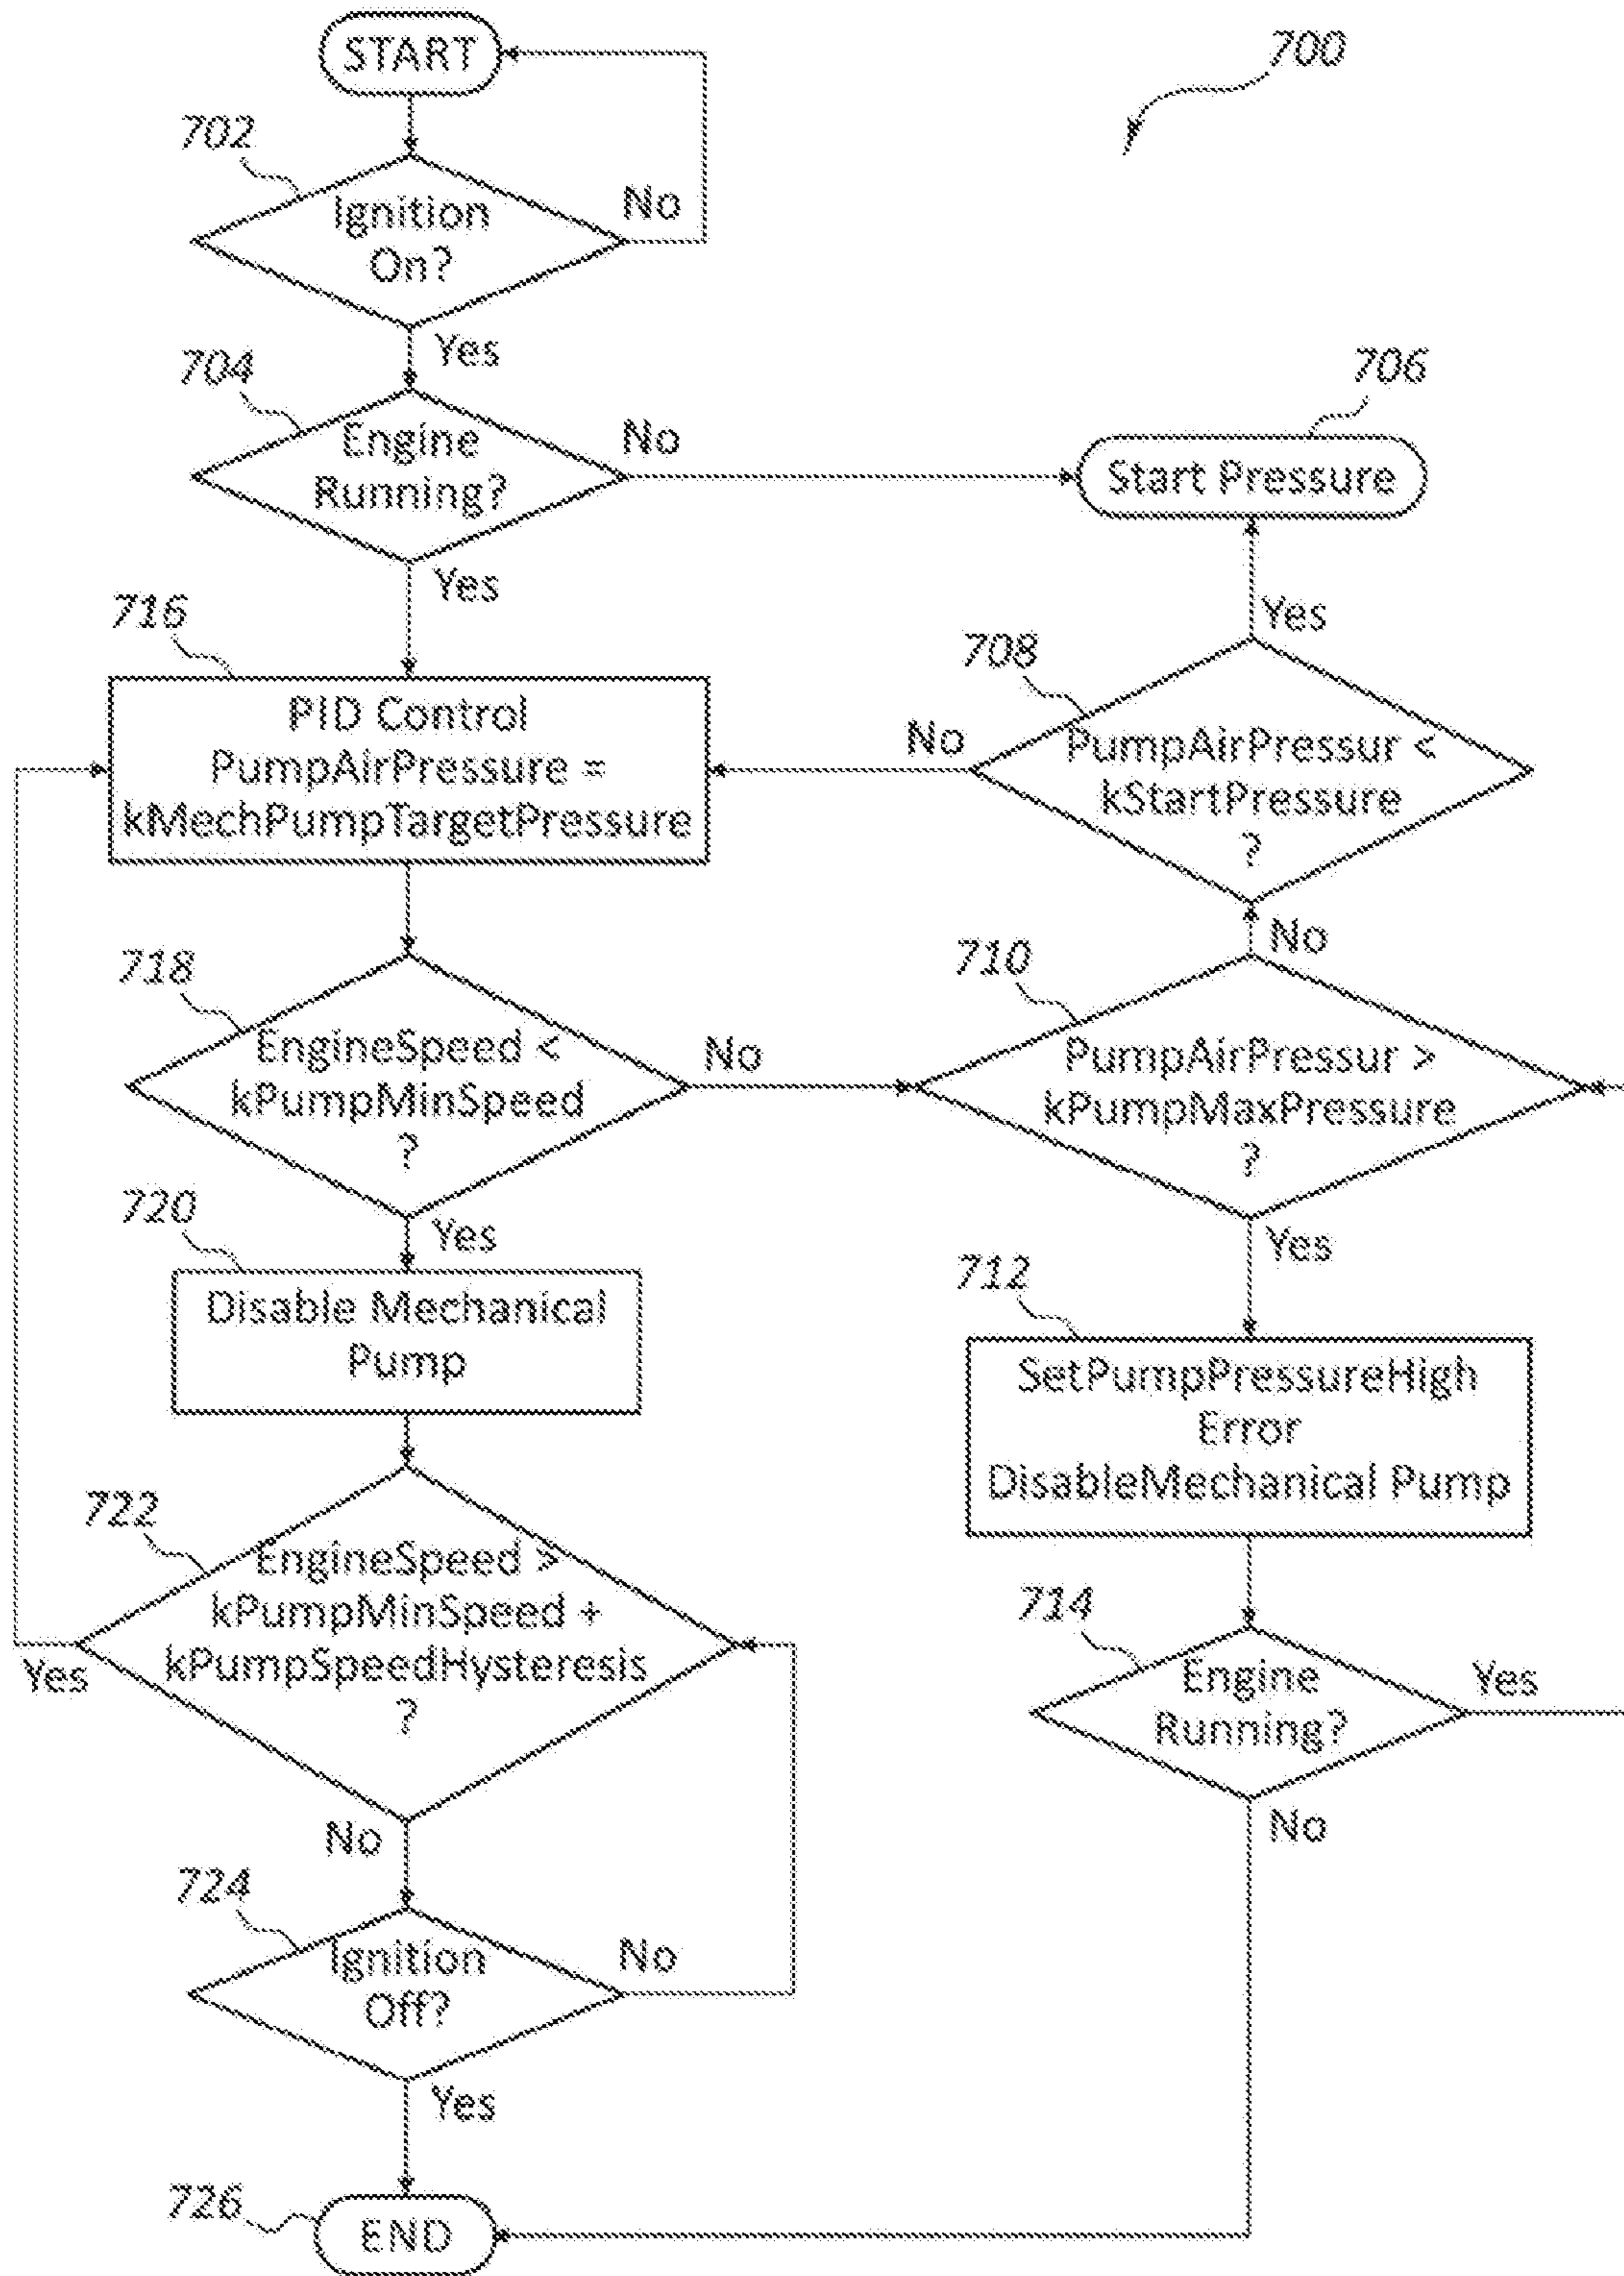 START
700
702
Ignition
On?
No
Yes
704
Engine
Running?
No
706
Start Pressure
Yes
716
PID Control
PumpAirPressure =
kMechPumpTargetPressure
Yes
708
No
PumpAirPressur <
kStartPressure
?
No
718
EngineSpeed <
kPumpMinSpeed
?
No
710
PumpAirPressur >
kPumpMaxPressure
?
Yes
720
Disable Mechanical
Pump
Yes
712
SetPumpPressureHigh
Error
DisableMechanical Pump
722
EngineSpeed >
kPumpMinSpeed +
kPumpSpeedHysteresis
?
Yes
No
714
Engine
Running?
Yes
No
724
Ignition
Off?
No
Yes
726
END